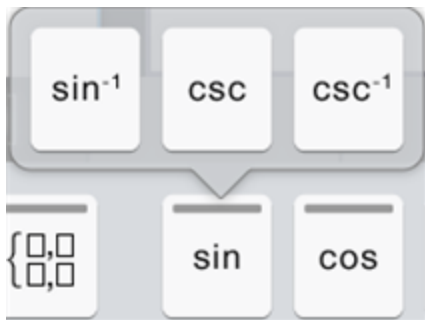 sin⁻¹ csc csc⁻¹
{▯,▯ ▯,▯ sin cos